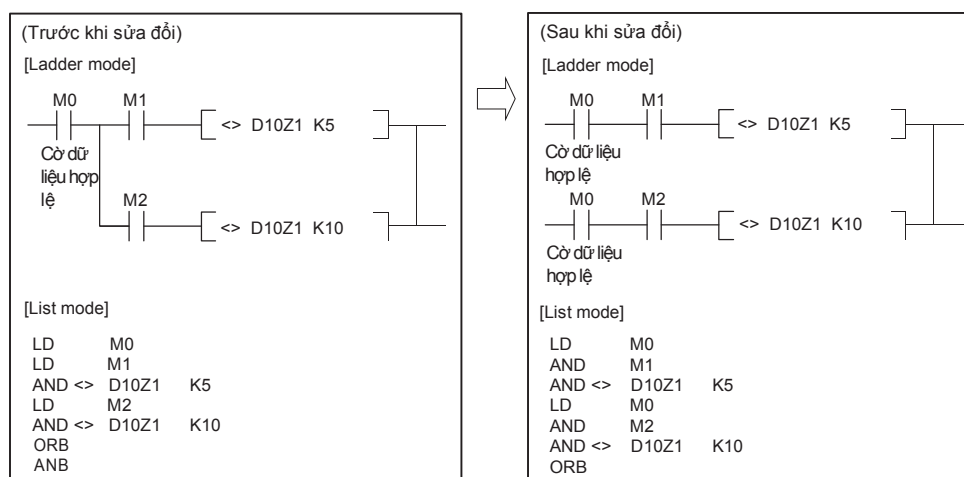 (Trước khi sửa đổi)
[Ladder mode]
M0 M1
<> D10Z1 K5
Cờ dữ
liệu hợp
lệ
M2
<> D10Z1 K10
[List mode]
LD M0
LD M1
AND <> D10Z1 K5
LD M2
AND <> D10Z1 K10
ORB
ANB
(Sau khi sửa đổi)
[Ladder mode]
M0 M1
<> D10Z1 K5
Cờ dữ liệu
hợp lệ
M0 M2
<> D10Z1 K10
Cờ dữ liệu
hợp lệ
[List mode]
LD M0
AND M1
AND <> D10Z1 K5
LD M0
AND M2
AND <> D10Z1 K10
ORB